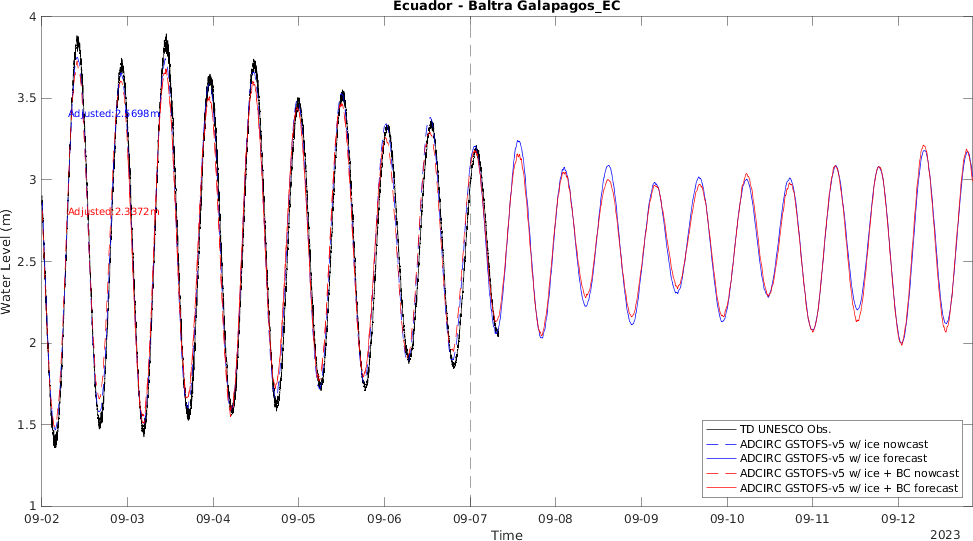 Ecuador - Baltra Galapagos_EC
4
3.5
3
2.5
2
1.5
1
Water Level (m)
Adjusted:2.5698m
Adjusted:2.3372m
TD UNESCO Obs.
ADCIRC GSTOFS-v5 w/ ice nowcast
ADCIRC GSTOFS-v5 w/ ice forecast
ADCIRC GSTOFS-v5 w/ ice + BC nowcast
ADCIRC GSTOFS-v5 w/ ice + BC forecast
09-02 09-03 09-04 09-05 09-06 09-07 09-08 09-09 09-10 09-11 09-12
Time
2023